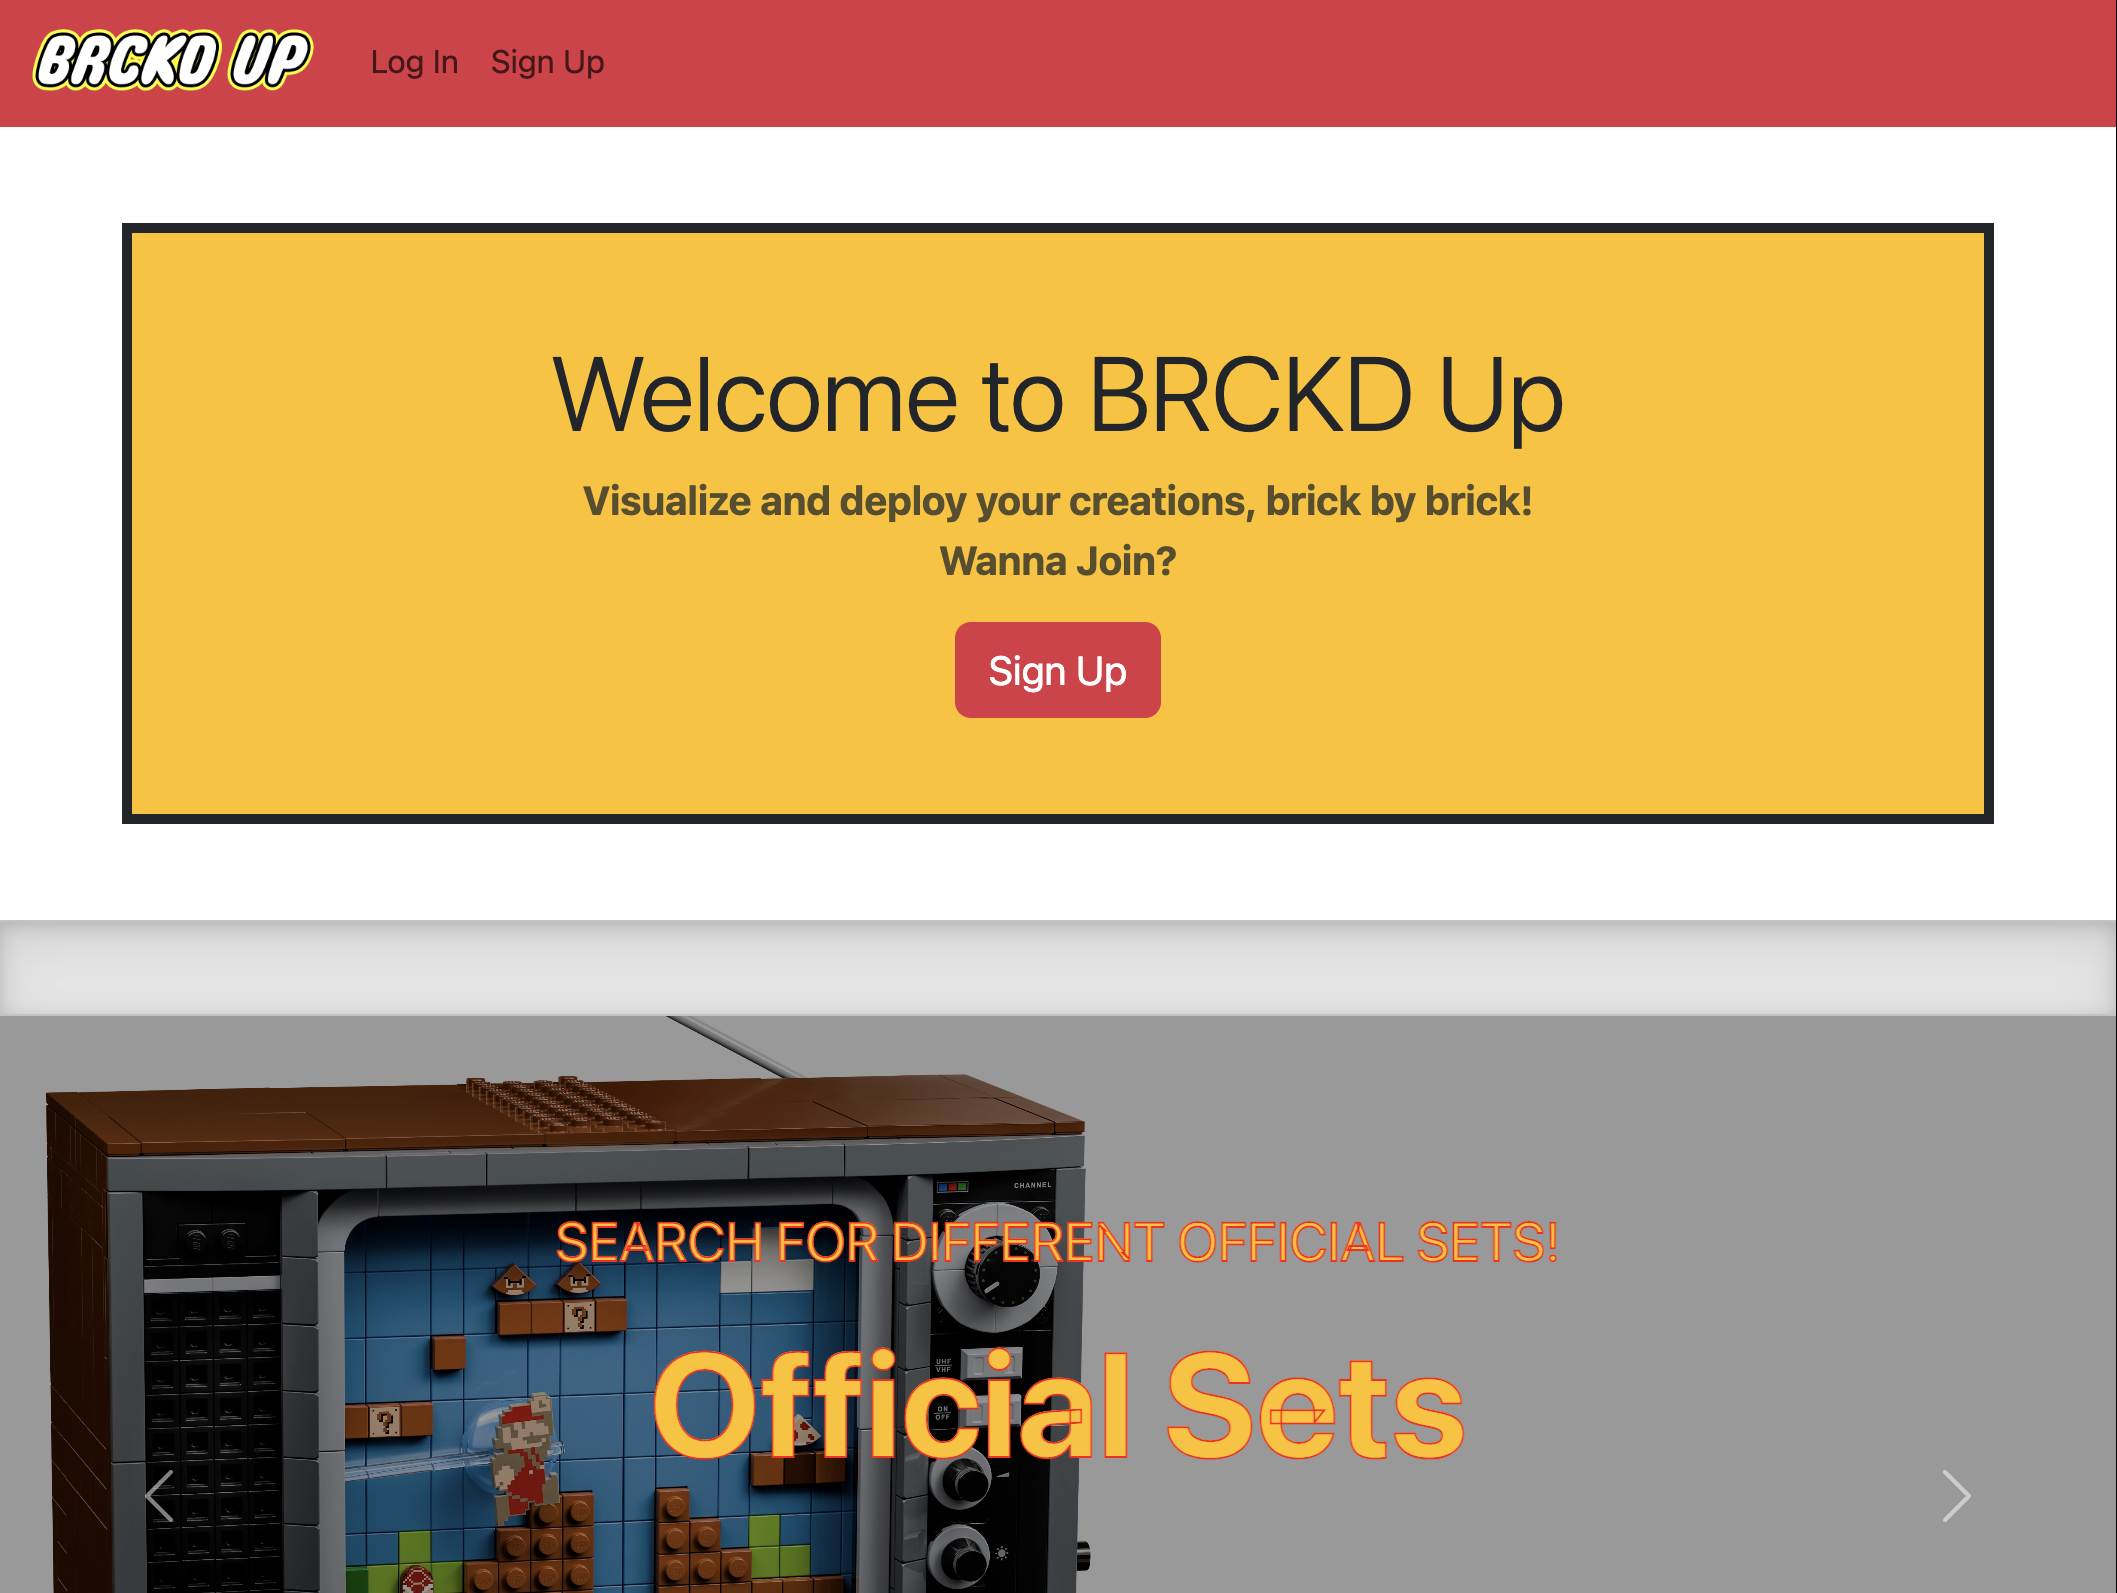 BRCKD UP
Log In Sign Up
Welcome to BRCKD Up
Visualize and deploy your creations, brick by brick!
Wanna Join?
Sign Up
CHANNEL
SEARCH FOR DIFFERENT OFFICIAL SETS!
?
UHF
VHF
Official Sets
?
ON
OFF